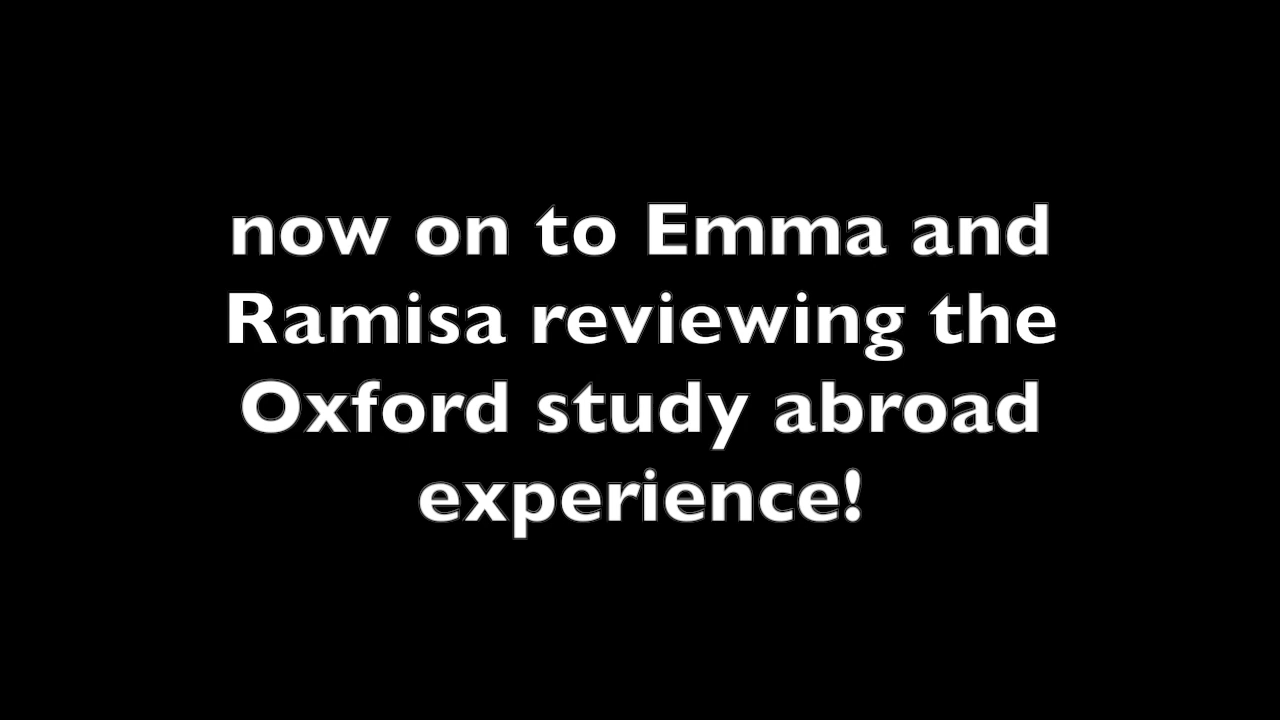 now on to Emma and
Ramisa reviewing the
Oxford study abroad
experience!